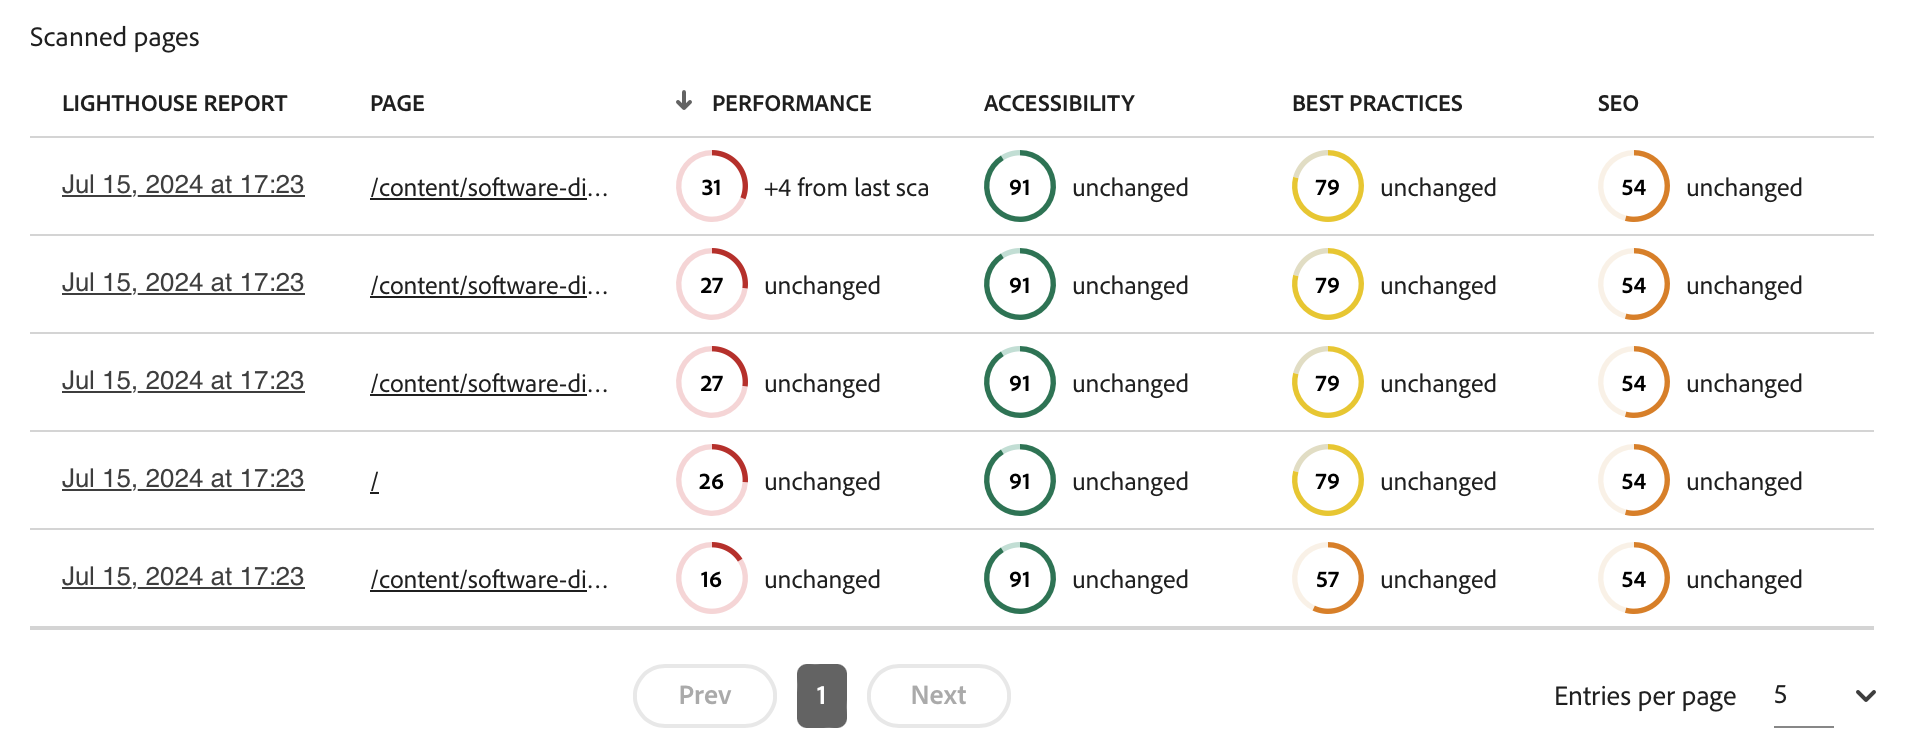 Scanned pages
LIGHTHOUSE REPORT PAGE PERFORMANCE ACCESSIBILITY BEST PRACTICES SEO
Jul 15, 2024 at 17:23 /content/software-di... 31 +4 from last sca 91 unchanged 79 unchanged 54 unchanged
Jul 15, 2024 at 17:23 /content/software-di... 27 unchanged 91 unchanged 79 unchanged 54 unchanged
Jul 15, 2024 at 17:23 /content/software-di... 27 unchanged 91 unchanged 79 unchanged 54 unchanged
Jul 15, 2024 at 17:23 / 26 unchanged 91 unchanged 79 unchanged 54 unchanged
Jul 15, 2024 at 17:23 /content/software-di... 16 unchanged 91 unchanged 57 unchanged 54 unchanged
Prev 1 Next Entries per page 5